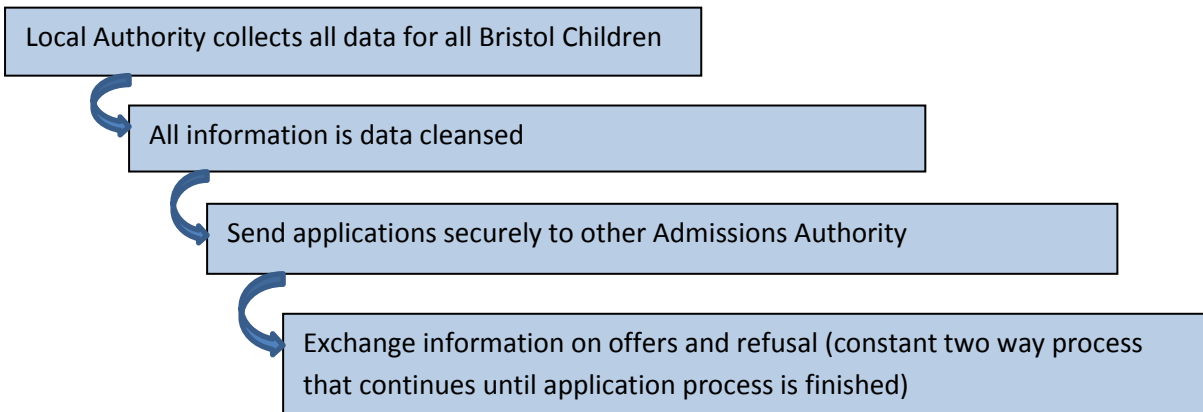 Local Authority collects all data for all Bristol Children
All information is data cleansed
Send applications securely to other Admissions Authority
Exchange information on offers and refusal (constant two way process
that continues until application process is finished)